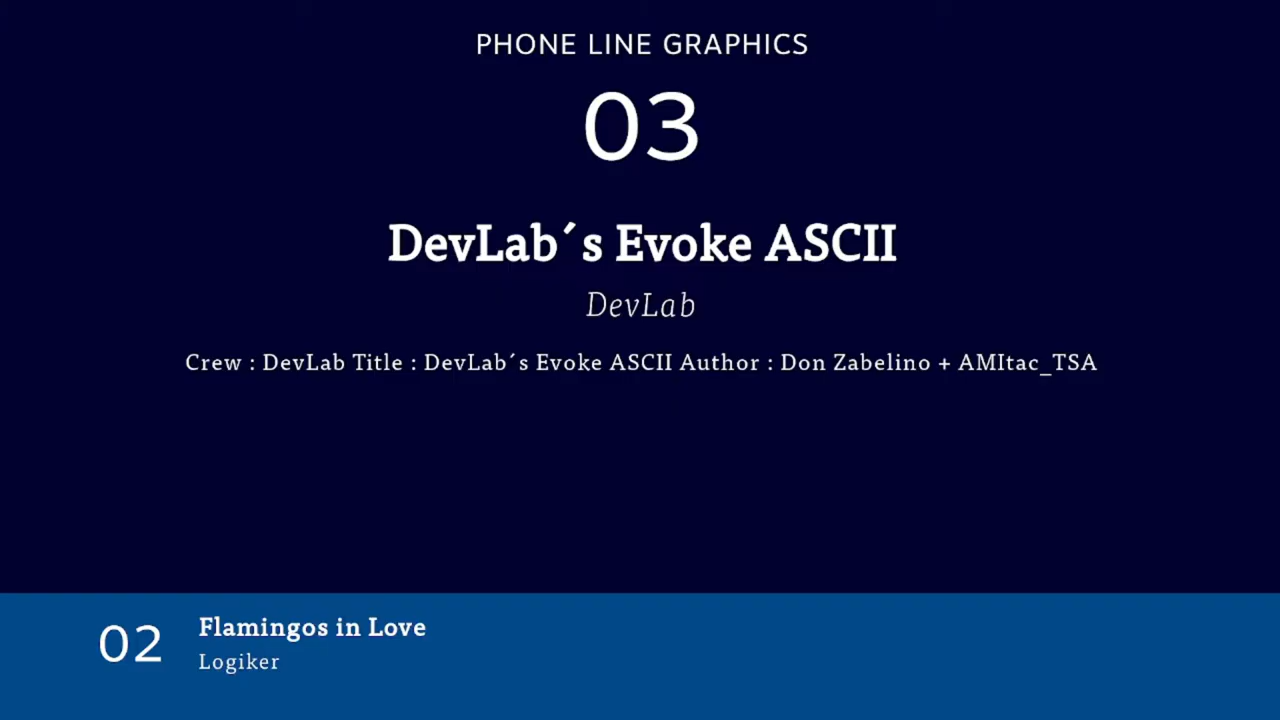 PHONE LINE GRAPHICS
03
DevLab´s Evoke ASCII
DevLab
Crew : DevLab Title : DevLab´s Evoke ASCII Author : Don Zabelino + AMItac_TSA
02
Flamingos in Love
Logiker